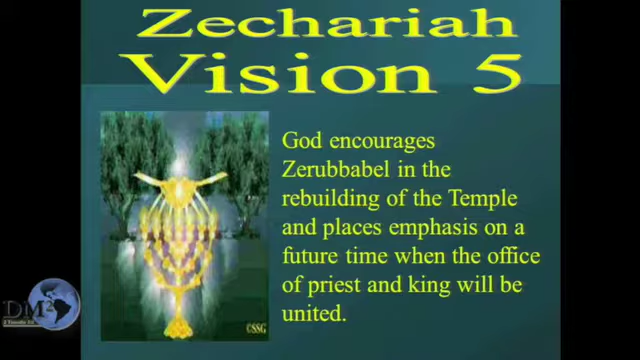 Zechariah
Vision 5
God encourages
Zerubbabel in the
rebuilding of the Temple
and places emphasis on a
future time when the office
of priest and king will be
united.
©SSG
DM2